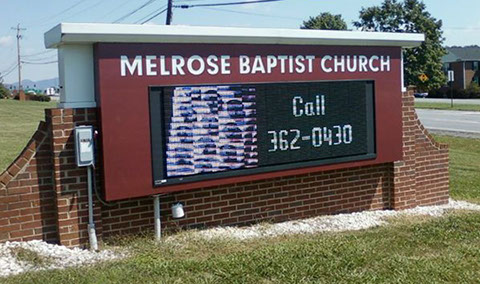 MELROSE BAPTIST CHURCH
Call
362-0430